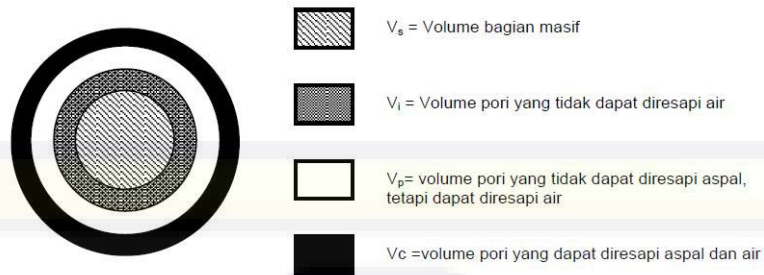 Vs = Volume bagian masif
Vi = Volume pori yang tidak dapat diresapi air
Vp= volume pori yang tidak dapat diresapi aspal,
tetapi dapat diresapi air
Vc =volume pori yang dapat diresapi aspal dan air